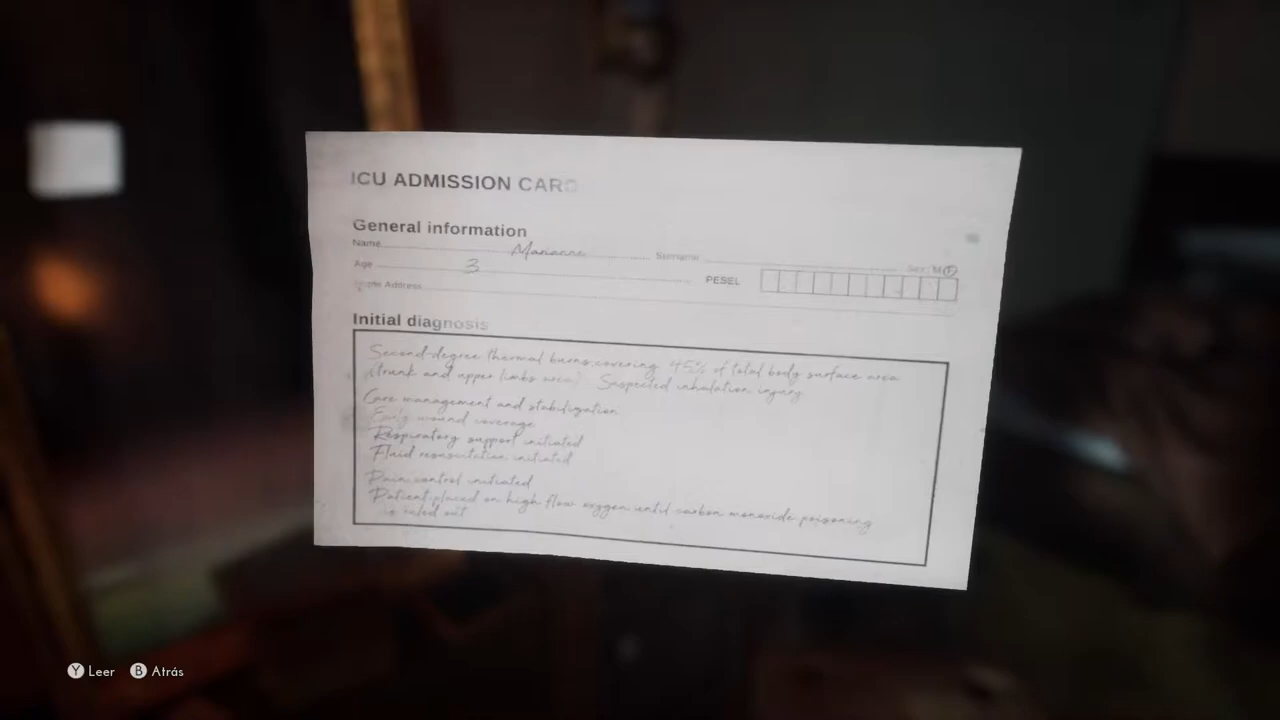 ICU ADMISSION CARD
General information
Name Marianne Surname Sex: M F
Age 3 PESEL
Home Address
Initial diagnosis
Second-degree thermal burns covering 45% of total body surface area
(trunk and upper limbs area) Suspected inhalation injury
Care management and stabilization
Early wound coverage
Respiratory support initiated
Fluid resuscitation initiated
Pain control initiated
Patient placed on high flow oxygen until carbon monoxide poisoning
is ruled out
Y Leer B Atrás